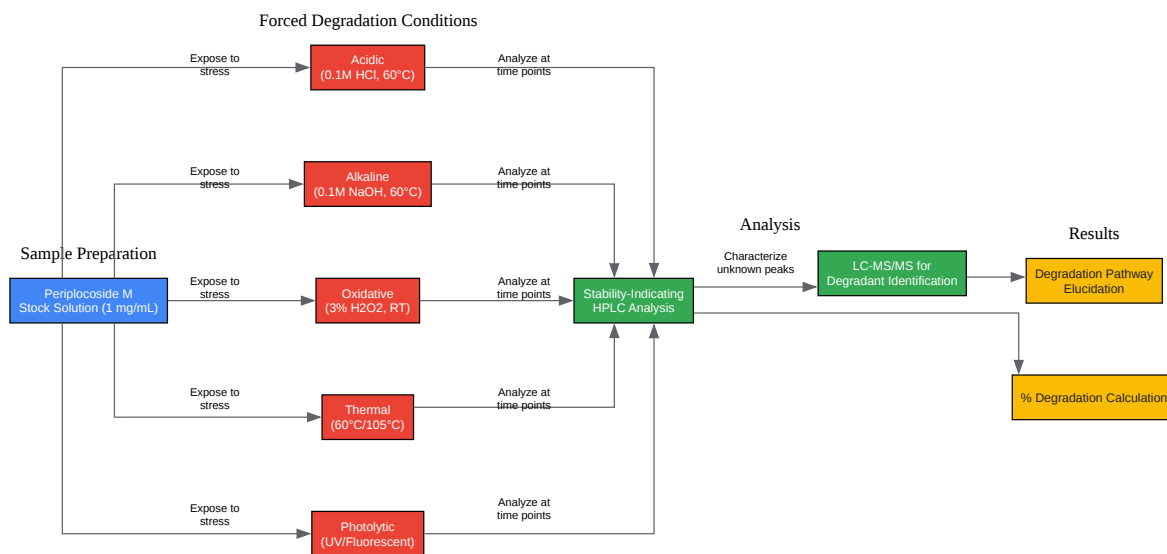 Forced Degradation Conditions
Expose to
stress
Acidic
(0.1M HCl, 60°C)
Analyze at
time points
Expose to
stress
Alkaline
(0.1M NaOH, 60°C)
Analyze at
time points
Sample Preparation
Periplocoside M
Stock Solution (1 mg/mL)
Expose to
stress
Oxidative
(3% H2O2, RT)
Analyze at
time points
Stability-Indicating
HPLC Analysis
Analysis
Characterize
unknown peaks
LC-MS/MS for
Degradant Identification
Results
Degradation Pathway
Elucidation
% Degradation Calculation
Expose to
stress
Thermal
(60°C/105°C)
Analyze at
time points
Expose to
stress
Photolytic
(UV/Fluorescent)
Analyze at
time points